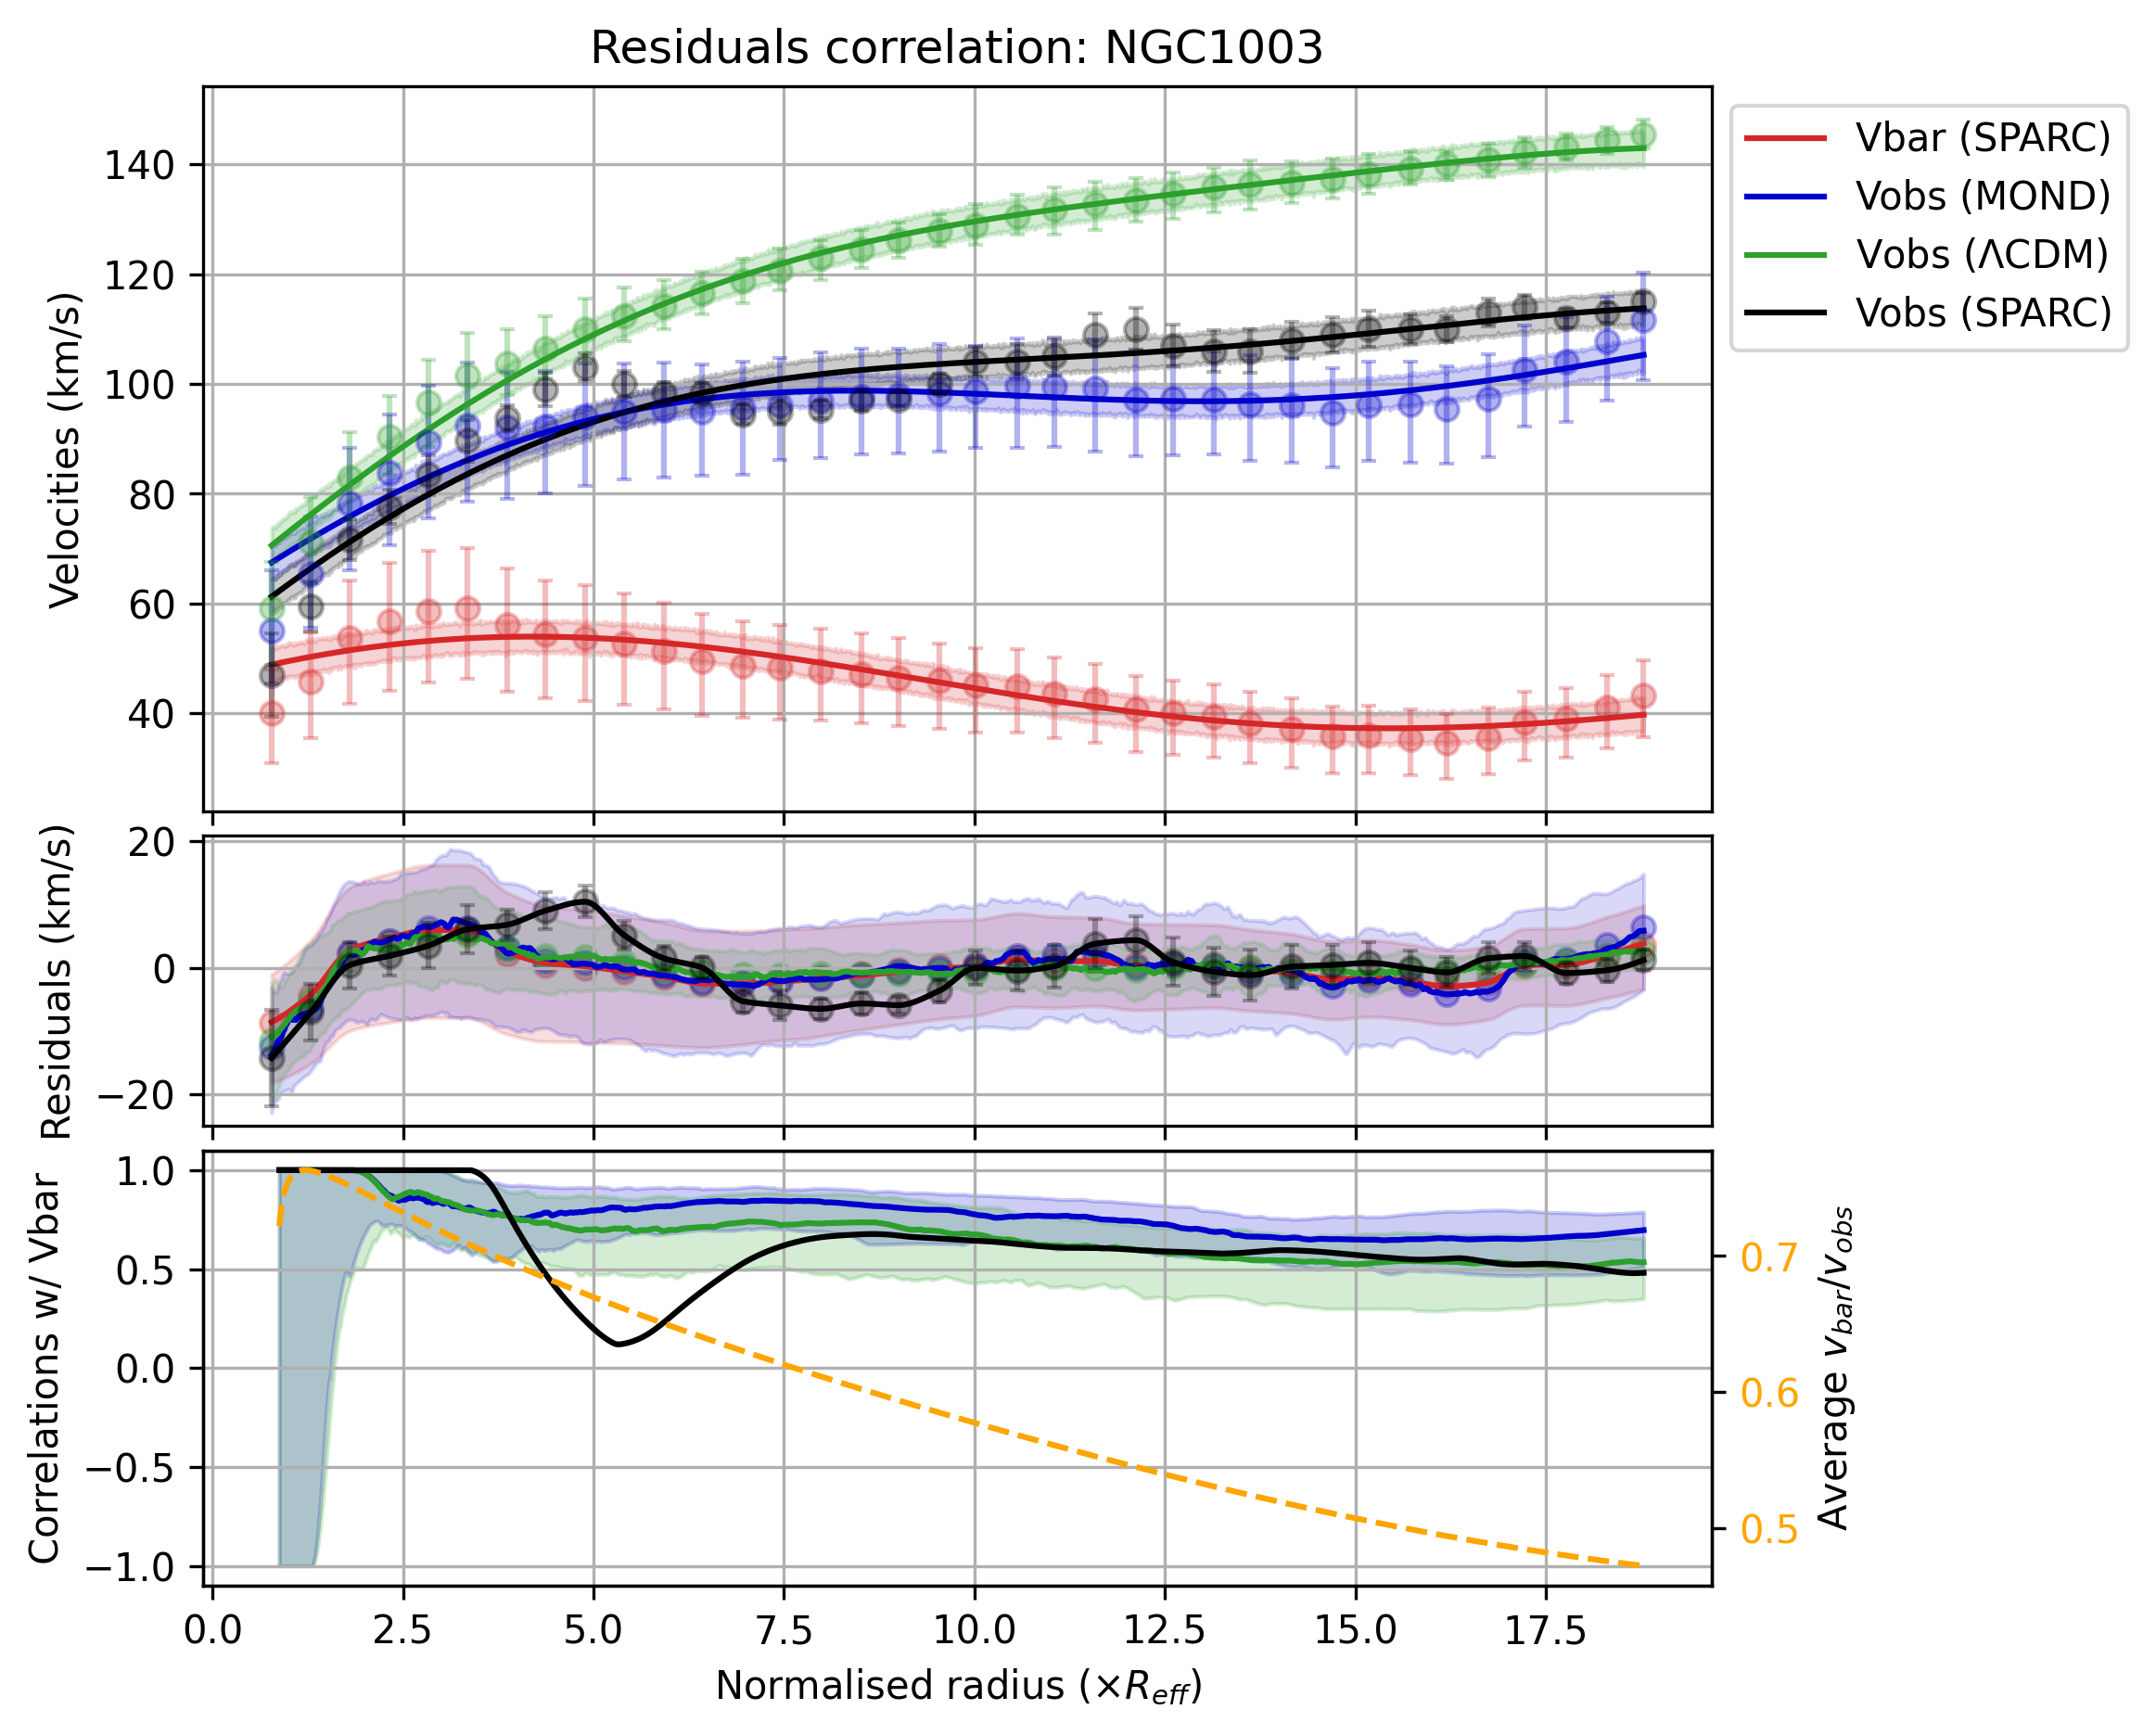 Residuals correlation: NGC1003
Velocities (km/s)
140
120
100
80
60
40
Vbar (SPARC)
Vobs (MOND)
Vobs (ΛCDM)
Vobs (SPARC)
Residuals (km/s)
20
0
−20
Correlations w/ Vbar
1.0
0.5
0.0
−0.5
−1.0
0.7
0.6
0.5
Average v_bar/v_obs
0.0 2.5 5.0 7.5 10.0 12.5 15.0 17.5
Normalised radius (×R_eff)